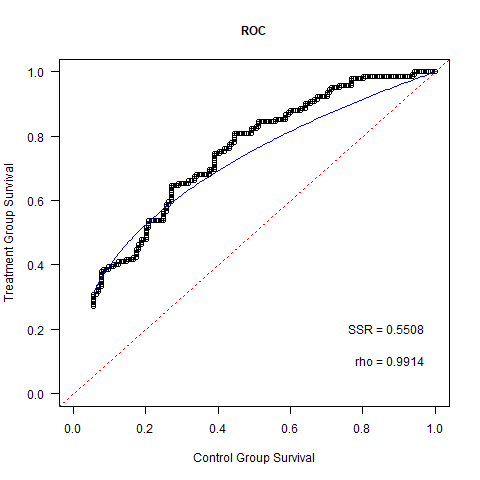 ROC
Treatment Group Survival
1.0
0.8
0.6
0.4
0.2
0.0
SSR = 0.5508
rho = 0.9914
0.0 0.2 0.4 0.6 0.8 1.0
Control Group Survival